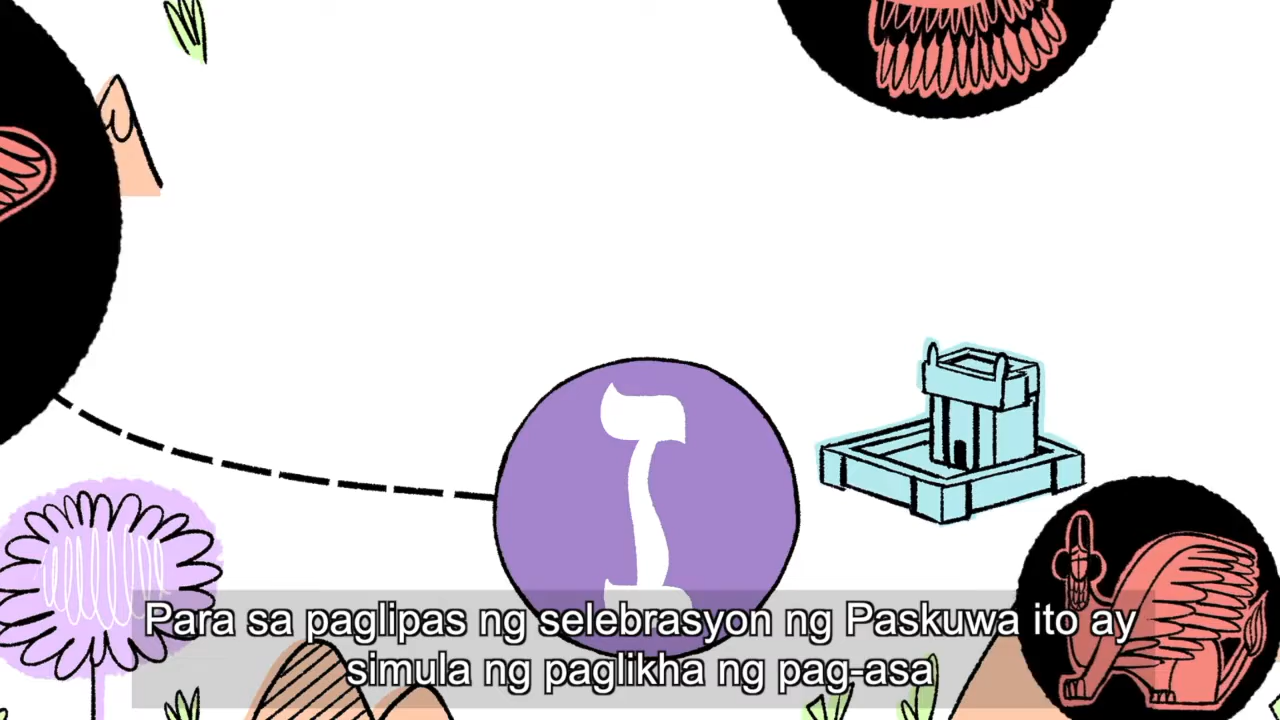 Para sa paglipas ng selebrasyon ng Paskuwa ito ay
simula ng paglikha ng pag-asa